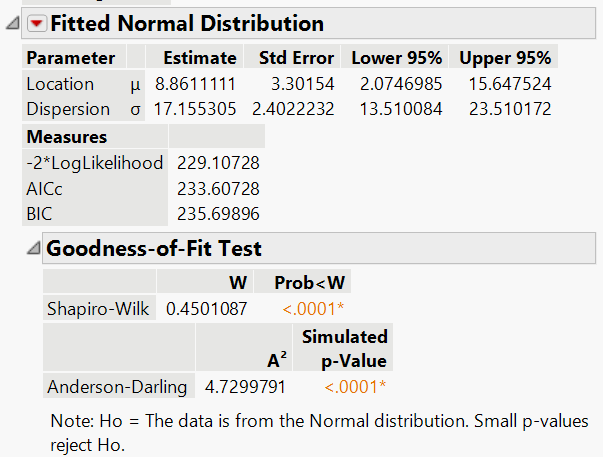 Fitted Normal Distribution
Parameter Estimate Std Error Lower 95% Upper 95%
Location μ 8.8611111 3.30154 2.0746985 15.647524
Dispersion σ 17.155305 2.4022232 13.510084 23.510172
Measures
-2*LogLikelihood 229.10728
AICc 233.60728
BIC 235.69896
Goodness-of-Fit Test
W Prob<W
Shapiro-Wilk 0.4501087 <.0001*
Simulated
A² p-Value
Anderson-Darling 4.7299791 <.0001*
Note: Ho = The data is from the Normal distribution. Small p-values
reject Ho.